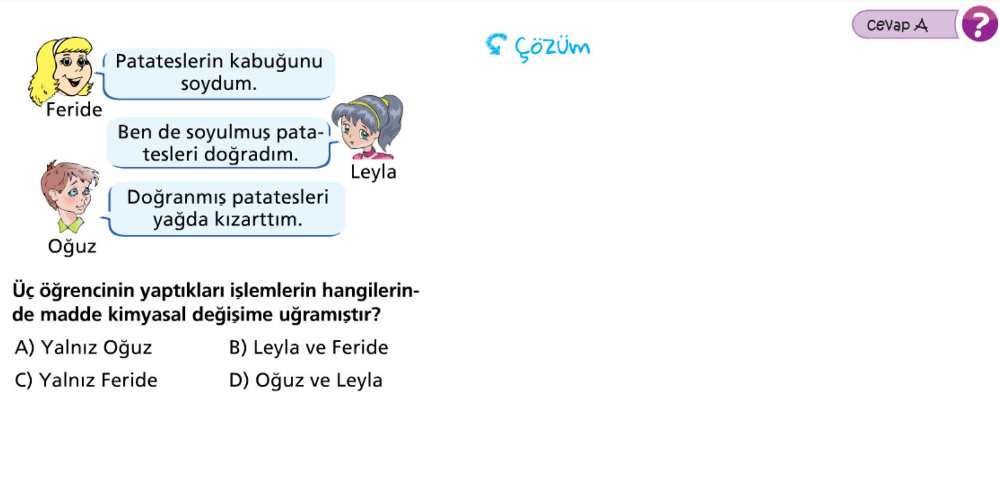 Cevap A
?
Çözüm
Patateslerin kabuğunu
soydum.
Feride
Ben de soyulmuş pata-
tesleri doğradım.
Leyla
Doğranmış patatesleri
yağda kızarttım.
Oğuz
Üç öğrencinin yaptıkları işlemlerin hangilerin-
de madde kimyasal değişime uğramıştır?
A) Yalnız Oğuz B) Leyla ve Feride
C) Yalnız Feride D) Oğuz ve Leyla